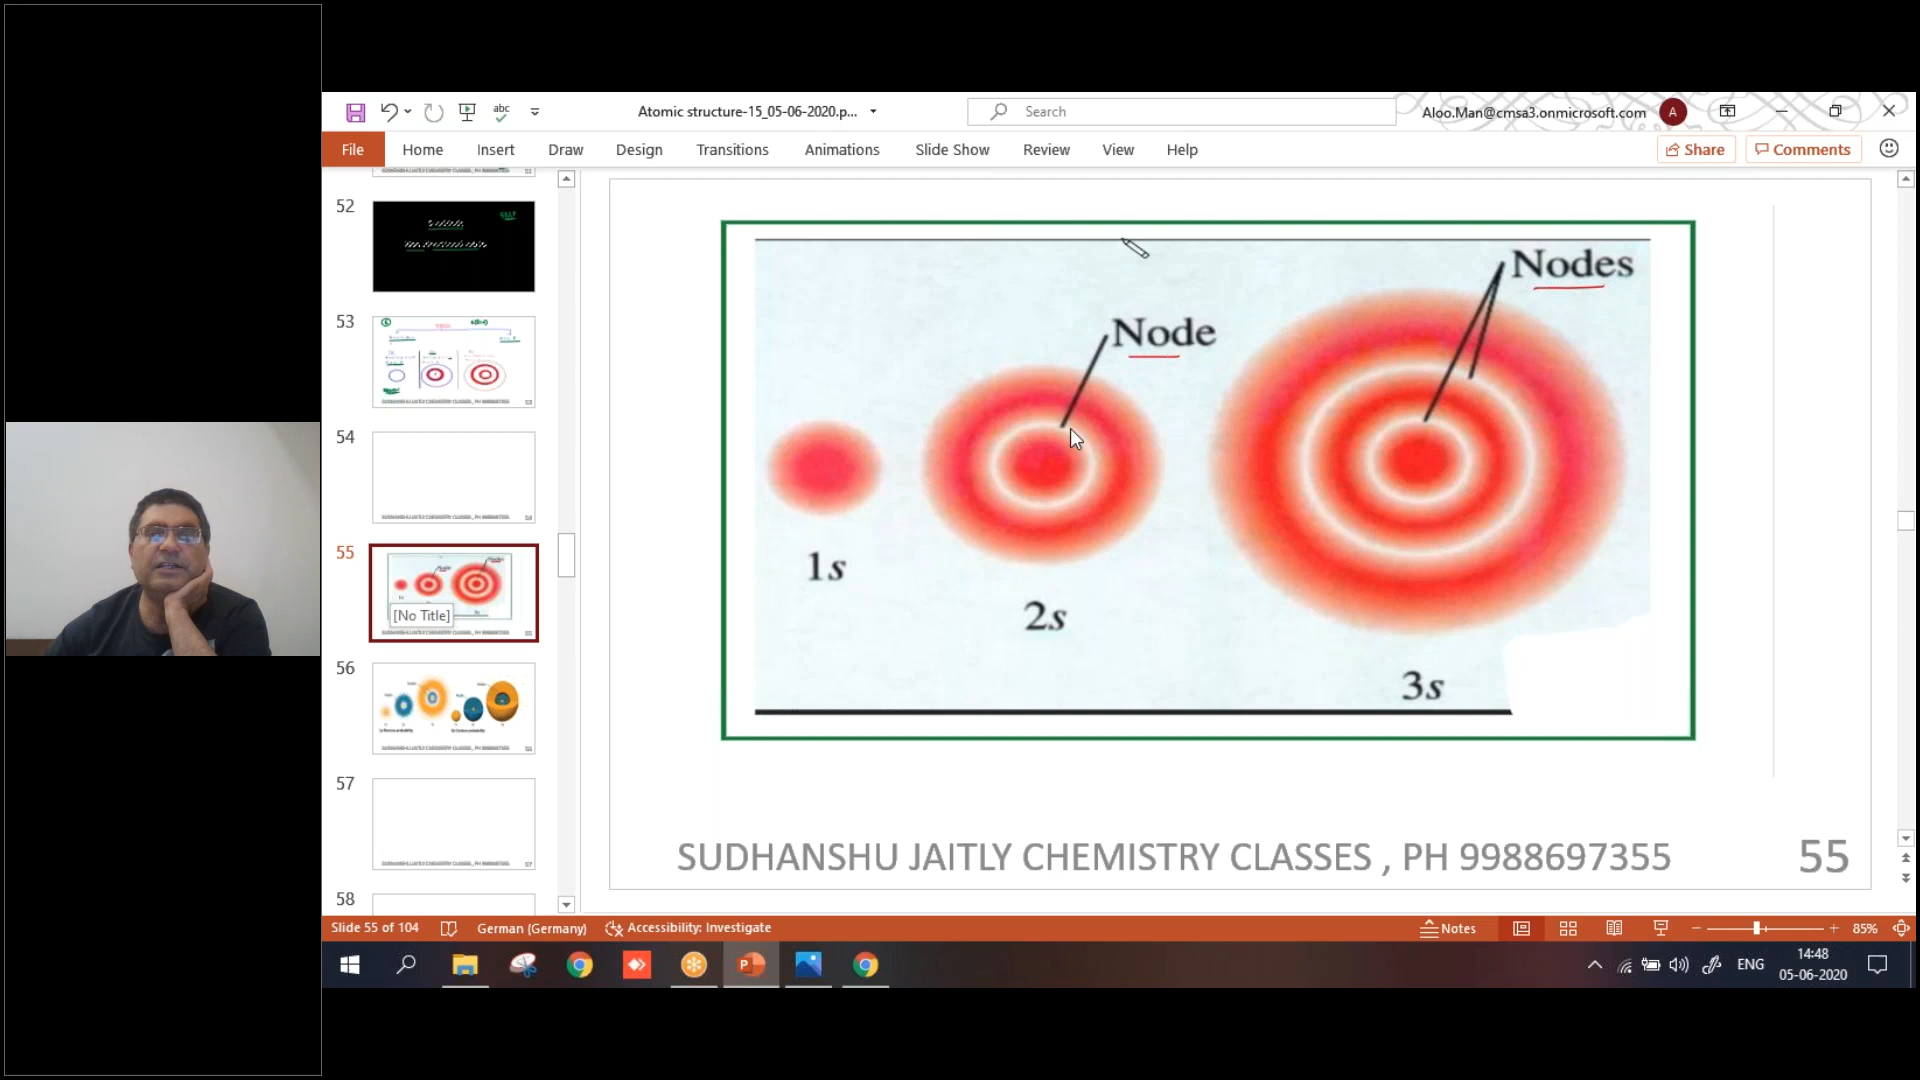 abc
Atomic structure-15_05-06-2020.p...
Search
Aloo.Man@cmsa3.onmicrosoft.com
A
File Home Insert Draw Design Transitions Animations Slide Show Review View Help
Share
Comments
52
53
54
55
[No Title]
56
57
58
Nodes
Node
1s
2s
3s
SUDHANSHU JAITLY CHEMISTRY CLASSES , PH 9988697355
55
Slide 55 of 104
German (Germany)
Accessibility: Investigate
Notes
85%
ENG
14:48
05-06-2020